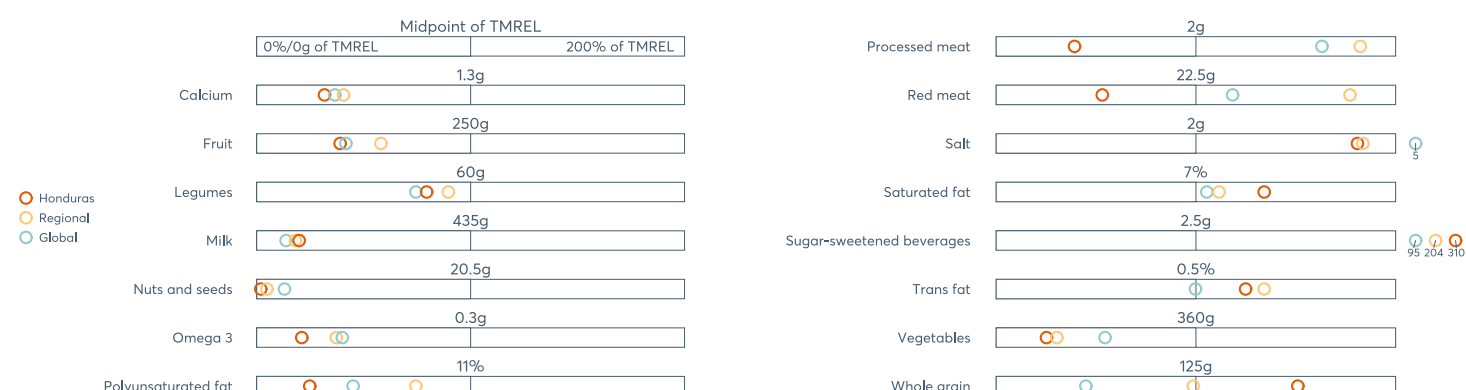 Midpoint of TMREL
0%/0g of TMREL 200% of TMREL
1.3g
Calcium
250g
Fruit
60g
Legumes
435g
Milk
20.5g
Nuts and seeds
0.3g
Omega 3
11%
Polyunsaturated fat
Honduras
Regional
Global
2g
Processed meat
22.5g
Red meat
2g
Salt
5
7%
Saturated fat
2.5g
Sugar-sweetened beverages
95 204 310
0.5%
Trans fat
360g
Vegetables
125g
Whole grain